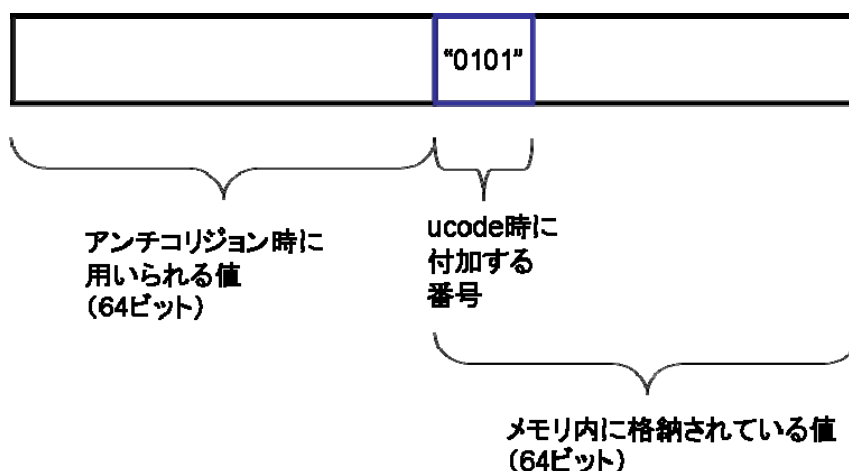 “0101”
アンチコリジョン時に
用いられる値
（64ビット）
ucode時に
付加する
番号
メモリ内に格納されている値
（64ビット）